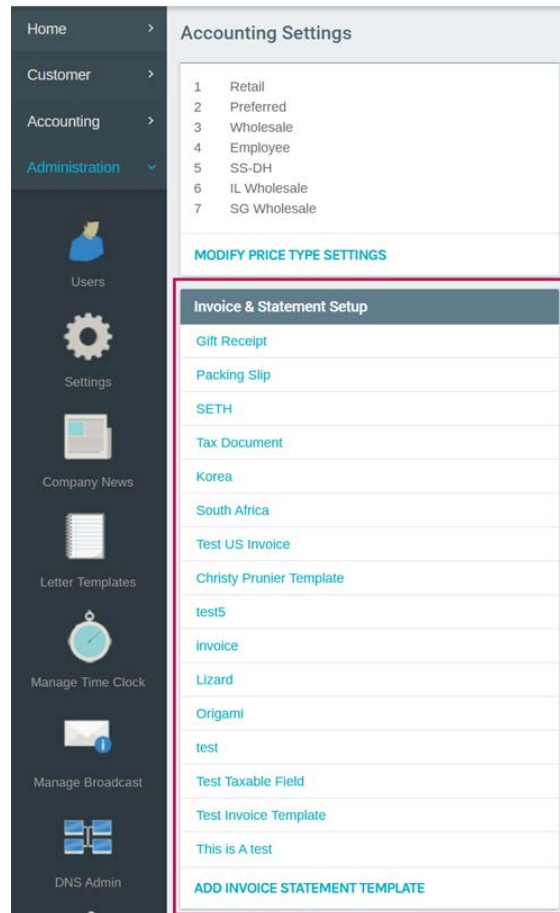 Home
Customer
Accounting
Administration
Users
Settings
Company News
Letter Templates
Manage Time Clock
Manage Broadcast
DNS Admin
Accounting Settings
1 Retail
2 Preferred
3 Wholesale
4 Employee
5 SS-DH
6 IL Wholesale
7 SG Wholesale
MODIFY PRICE TYPE SETTINGS
Invoice & Statement Setup
Gift Receipt
Packing Slip
SETH
Tax Document
Korea
South Africa
Test US Invoice
Christy Prunier Template
test5
invoice
Lizard
Origami
test
Test Taxable Field
Test Invoice Template
This is A test
ADD INVOICE STATEMENT TEMPLATE